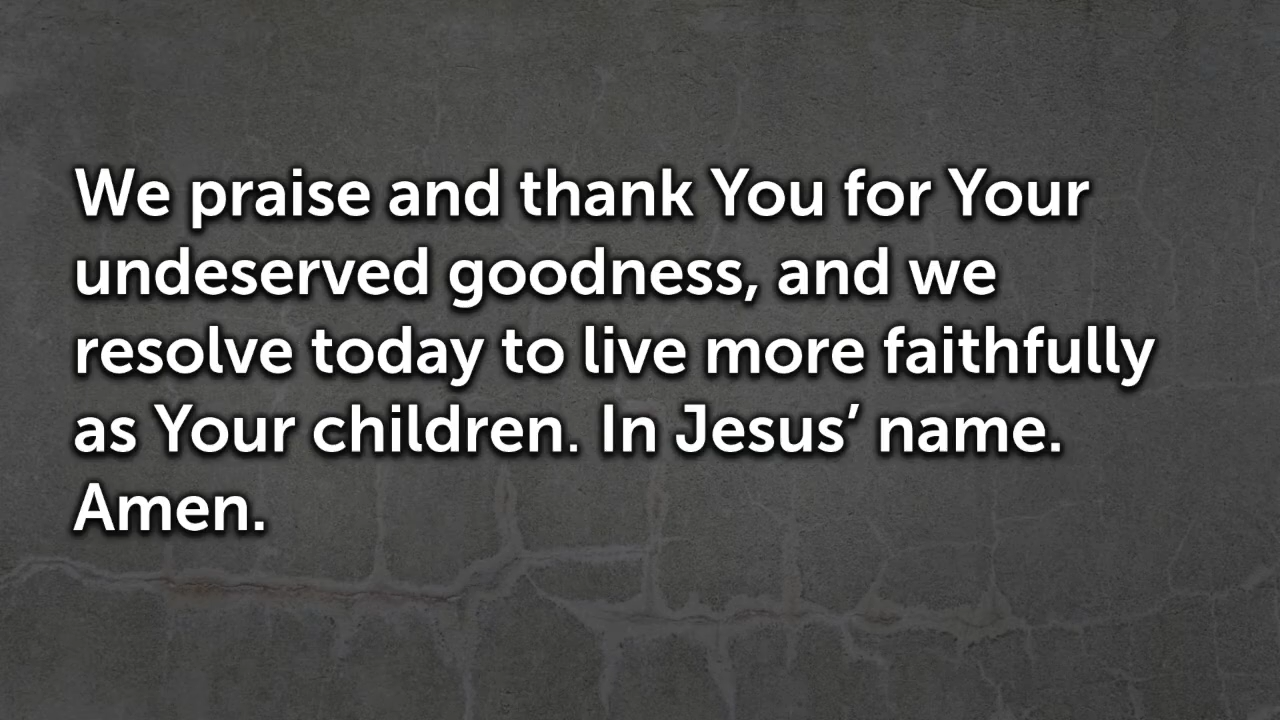 We praise and thank You for Your
undeserved goodness, and we
resolve today to live more faithfully
as Your children. In Jesus’ name.
Amen.